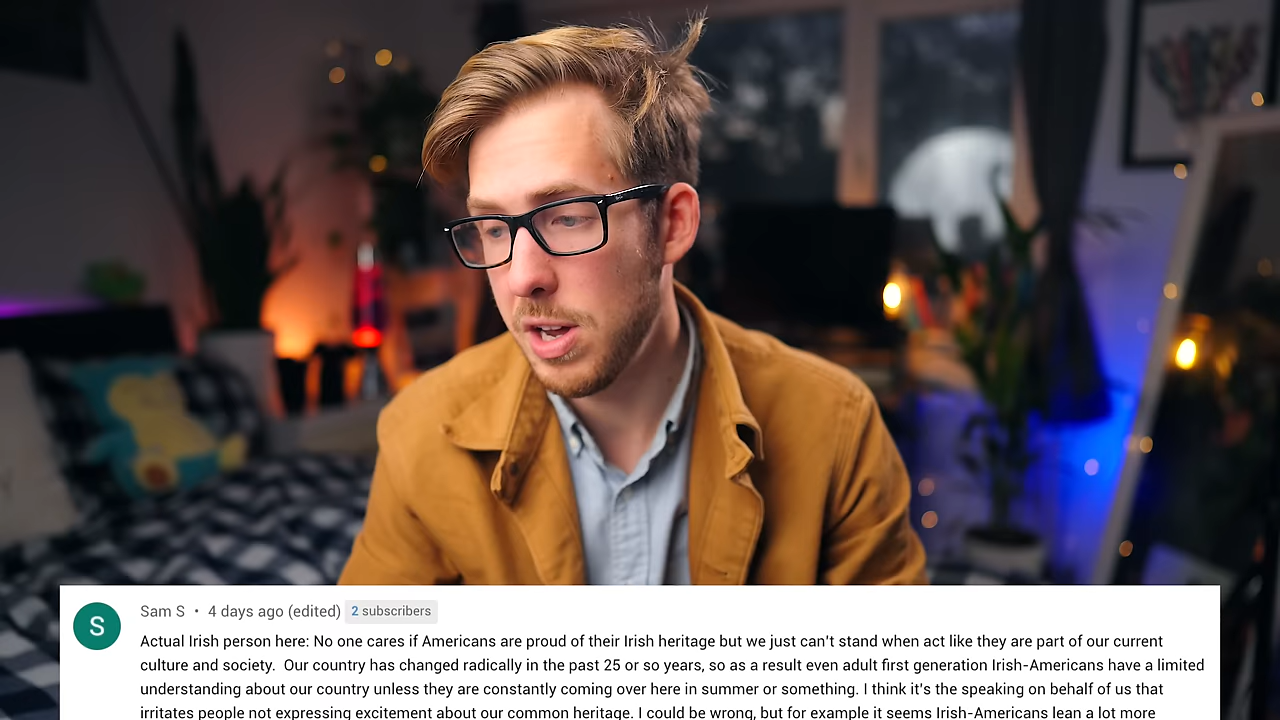 S
Sam S • 4 days ago (edited) 2 subscribers
Actual Irish person here: No one cares if Americans are proud of their Irish heritage but we just can't stand when act like they are part of our current
culture and society.  Our country has changed radically in the past 25 or so years, so as a result even adult first generation Irish-Americans have a limited
understanding about our country unless they are constantly coming over here in summer or something. I think it's the speaking on behalf of us that
irritates people not expressing excitement about our common heritage. I could be wrong, but for example it seems Irish-Americans lean a lot more